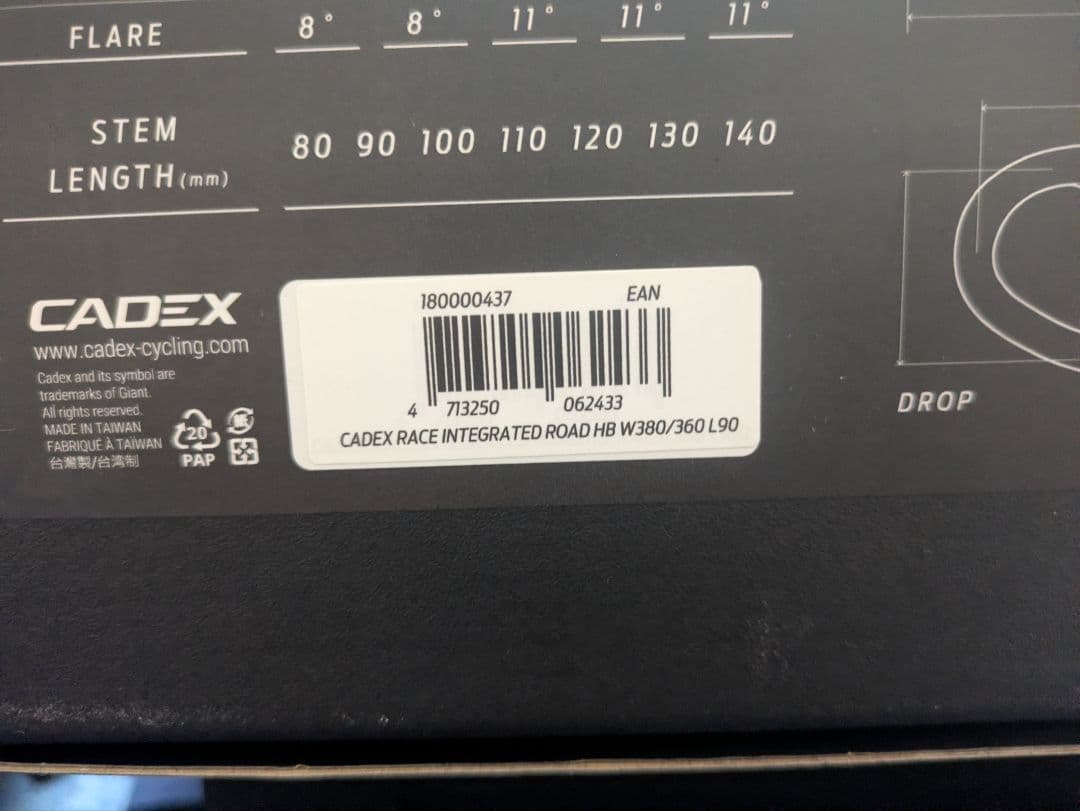 FLARE 8° 8° 11° 11° 11°
STEM
LENGTH (mm) 80 90 100 110 120 130 140
CADEX
www.cadex-cycling.com
Cadex and its symbol are
trademarks of Giant.
All rights reserved.
MADE IN TAIWAN
FABRIQUÉ À TAÏWAN
台灣製/台湾制
20
PAP
180000437 EAN
4 713250 062433
CADEX RACE INTEGRATED ROAD HB W380/360 L90
DROP